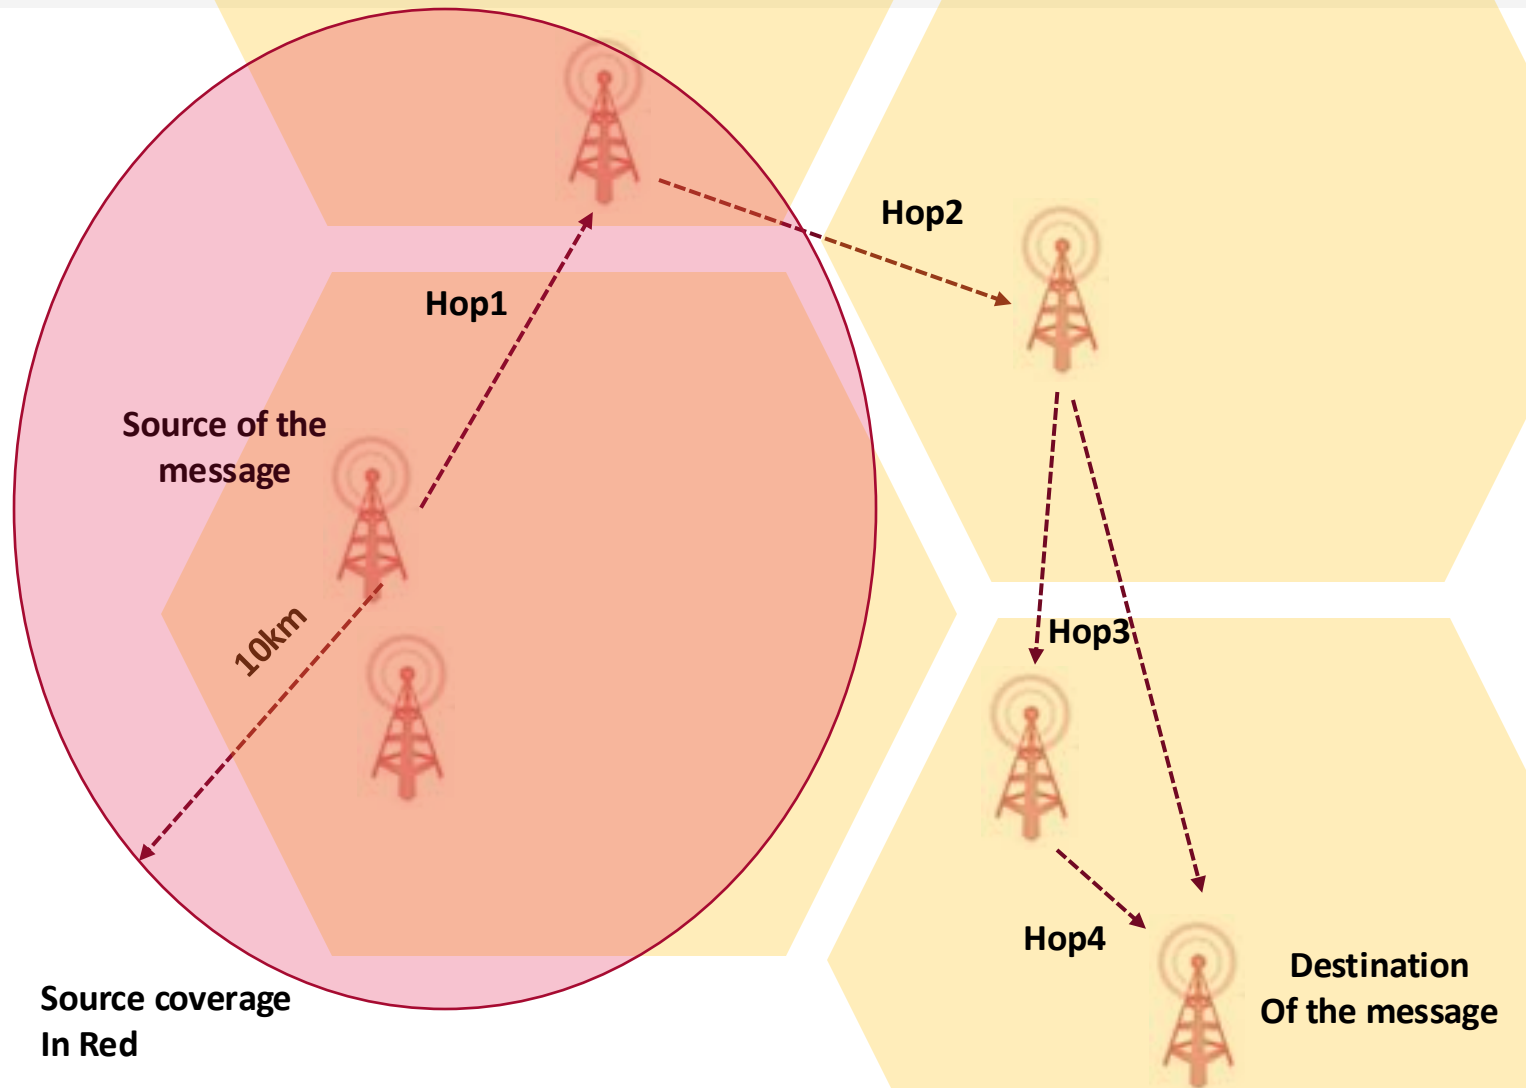 Hop2
Hop1
Source of the
message
10km
Hop3
Hop4
Destination
Of the message
Source coverage
In Red